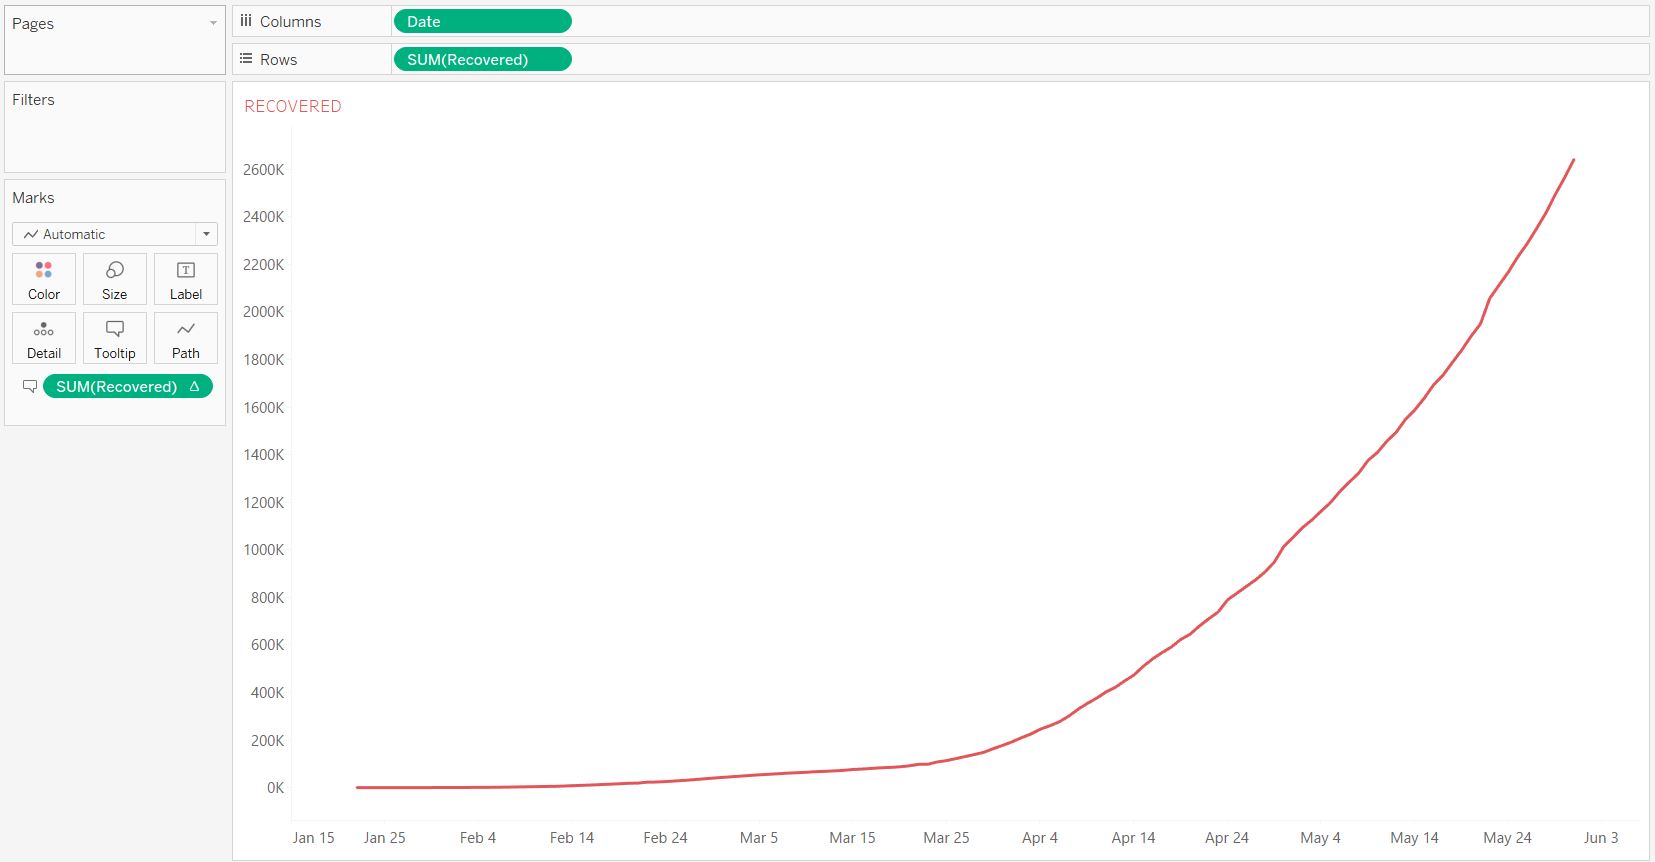 Pages
Columns
Date
Rows
SUM(Recovered)
Filters
Marks
Automatic
Color
Size
Label
Detail
Tooltip
Path
SUM(Recovered) Δ
RECOVERED
2600K
2400K
2200K
2000K
1800K
1600K
1400K
1200K
1000K
800K
600K
400K
200K
0K
Jan 15 Jan 25 Feb 4 Feb 14 Feb 24 Mar 5 Mar 15 Mar 25 Apr 4 Apr 14 Apr 24 May 4 May 14 May 24 Jun 3